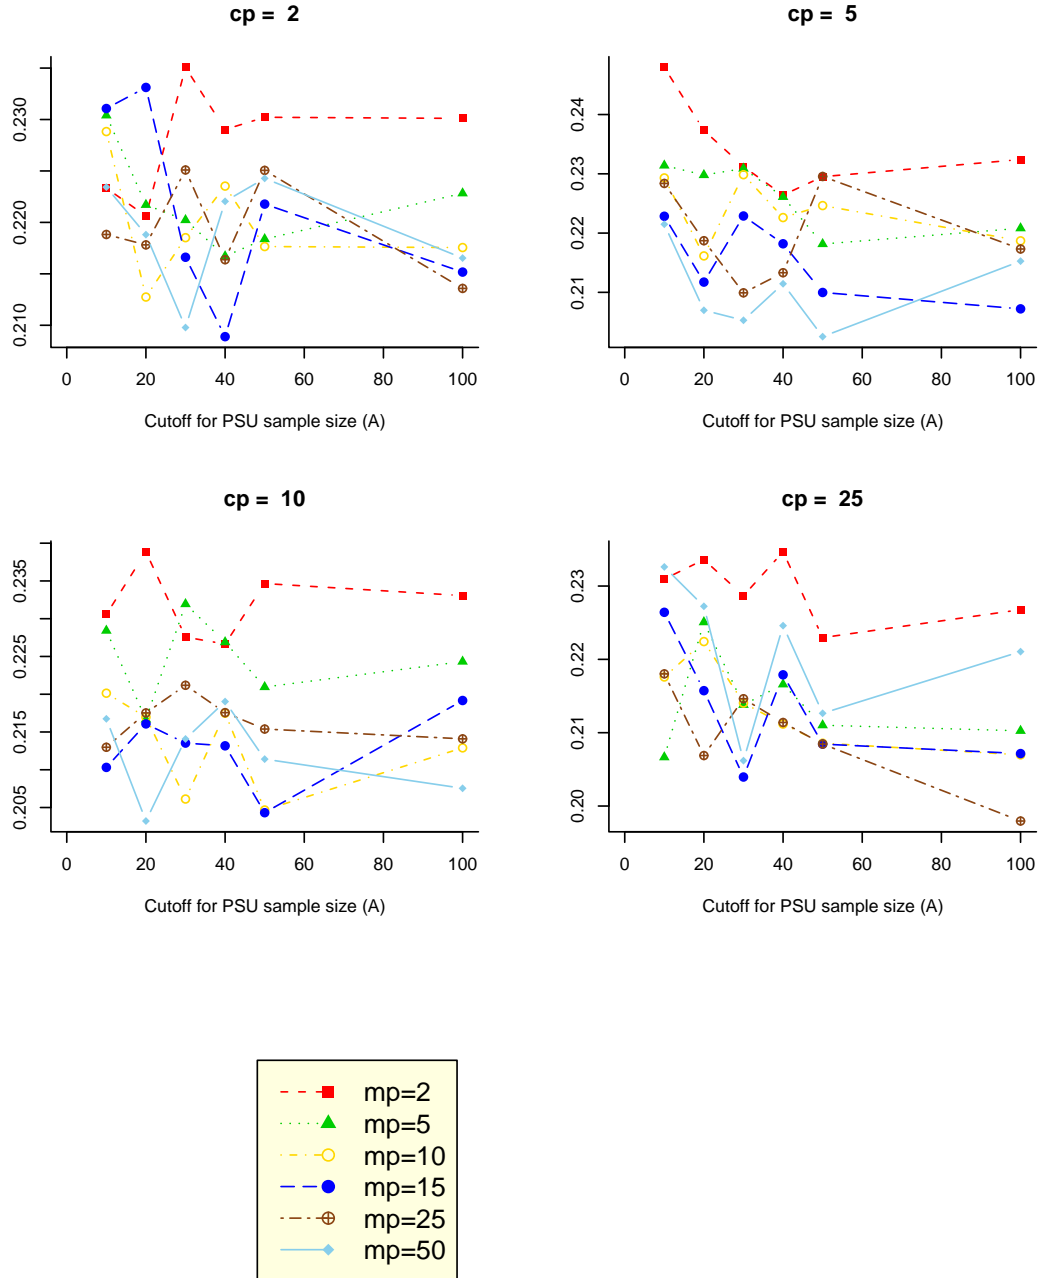 cp = 2
0.230
0.220
0.210
0 20 40 60 80 100
Cutoff for PSU sample size (A)
cp = 5
0.24
0.23
0.22
0.21
0 20 40 60 80 100
Cutoff for PSU sample size (A)
cp = 10
0.235
0.225
0.215
0.205
0 20 40 60 80 100
Cutoff for PSU sample size (A)
cp = 25
0.23
0.22
0.21
0.20
0 20 40 60 80 100
Cutoff for PSU sample size (A)
mp=2
mp=5
mp=10
mp=15
mp=25
mp=50